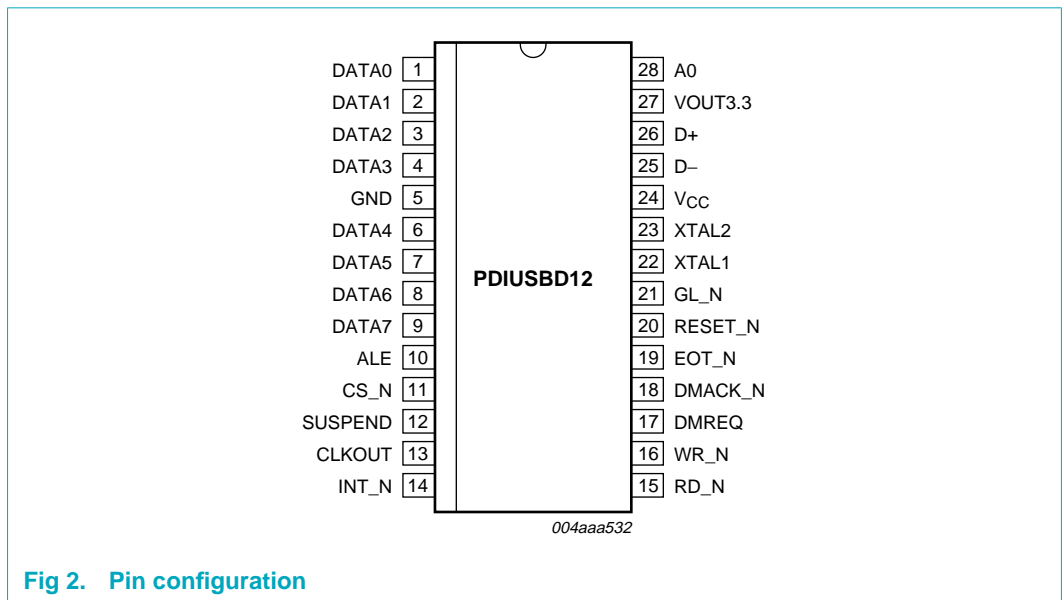 DATA0 1
DATA1 2
DATA2 3
DATA3 4
GND 5
DATA4 6
DATA5 7
DATA6 8
DATA7 9
ALE 10
CS_N 11
SUSPEND 12
CLKOUT 13
INT_N 14
PDIUSBD12
28 A0
27 VOUT3.3
26 D+
25 D−
24 VCC
23 XTAL2
22 XTAL1
21 GL_N
20 RESET_N
19 EOT_N
18 DMACK_N
17 DMREQ
16 WR_N
15 RD_N
004aaa532
Fig 2. Pin configuration